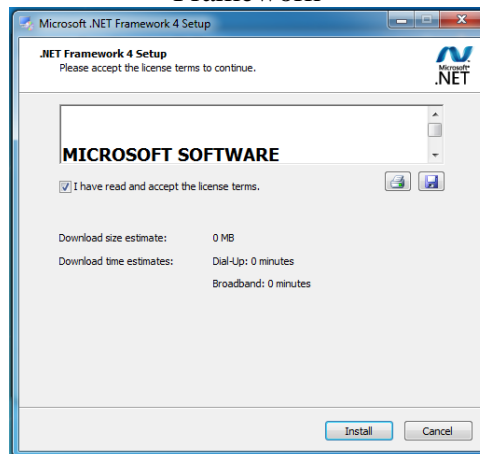 Microsoft .NET Framework 4 Setup
.NET Framework 4 Setup
Please accept the license terms to continue.
Microsoft
.NET
MICROSOFT SOFTWARE
I have read and accept the license terms.
Download size estimate: 0 MB
Download time estimates: Dial-Up: 0 minutes
Broadband: 0 minutes
Install Cancel